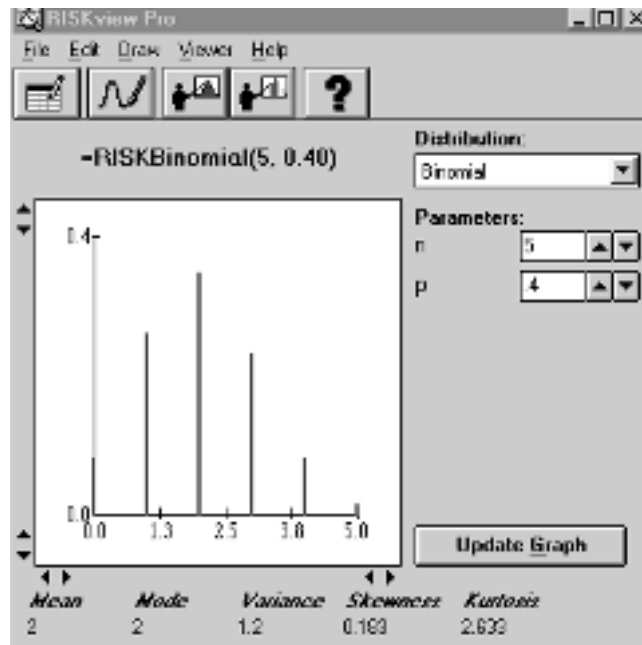 RISKview Pro
File Edit Draw Viewer Help
=RISKBinomial(5, 0.40)
Distribution:
Binomial
Parameters:
n 5
p .4
0.4
0.0
0.0 1.3 2.5 3.8 5.0
Update Graph
Mean Mode Variance Skewness Kurtosis
2 2 1.2 0.183 2.633